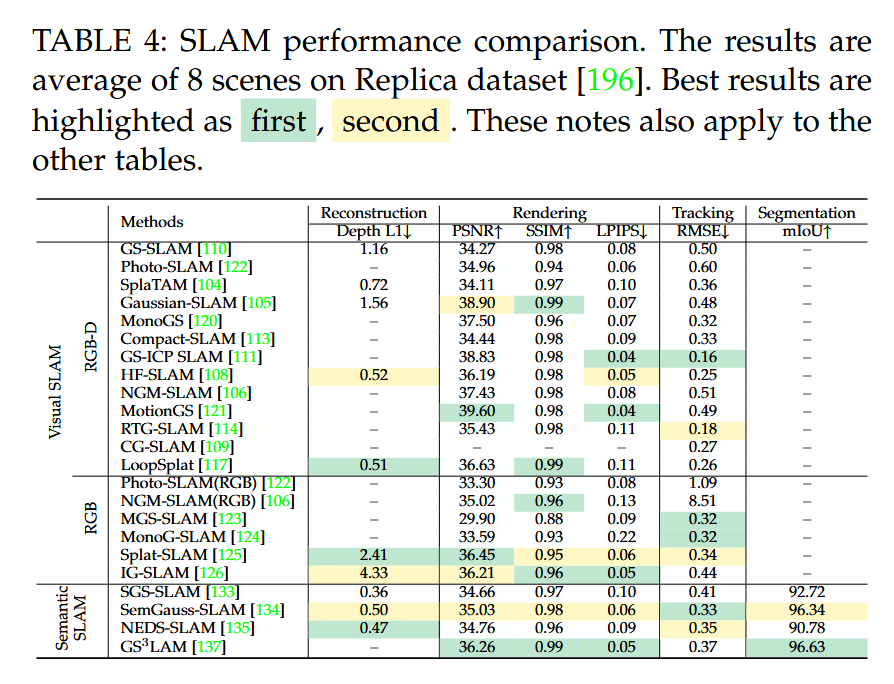 TABLE 4: SLAM performance comparison. The results are
average of 8 scenes on Replica dataset [196]. Best results are
highlighted as first , second . These notes also apply to the
other tables.
Methods Reconstruction Rendering Tracking Segmentation
Depth L1↓ PSNR↑ SSIM↑ LPIPS↓ RMSE↓ mIoU↑
Visual SLAM
RGB-D
GS-SLAM [110] 1.16 34.27 0.98 0.08 0.50 –
Photo-SLAM [122] – 34.96 0.94 0.06 0.60 –
SplaTAM [104] 0.72 34.11 0.97 0.10 0.36 –
Gaussian-SLAM [105] 1.56 38.90 0.99 0.07 0.48 –
MonoGS [120] – 37.50 0.96 0.07 0.32 –
Compact-SLAM [113] – 34.44 0.98 0.09 0.33 –
GS-ICP SLAM [111] – 38.83 0.98 0.04 0.16 –
HF-SLAM [108] 0.52 36.19 0.98 0.05 0.25 –
NGM-SLAM [106] – 37.43 0.98 0.08 0.51 –
MotionGS [121] – 39.60 0.98 0.04 0.49 –
RTG-SLAM [114] – 35.43 0.98 0.11 0.18 –
CG-SLAM [109] – – – – 0.27 –
LoopSplat [117] 0.51 36.63 0.99 0.11 0.26 –
RGB
Photo-SLAM(RGB) [122] – 33.30 0.93 0.08 1.09 –
NGM-SLAM(RGB) [106] – 35.02 0.96 0.13 8.51 –
MGS-SLAM [123] – 29.90 0.88 0.09 0.32 –
MonoG-SLAM [124] – 33.59 0.93 0.22 0.32 –
Splat-SLAM [125] 2.41 36.45 0.95 0.06 0.34 –
IG-SLAM [126] 4.33 36.21 0.96 0.05 0.44 –
Semantic
SLAM
SGS-SLAM [133] 0.36 34.66 0.97 0.10 0.41 92.72
SemGauss-SLAM [134] 0.50 35.03 0.98 0.06 0.33 96.34
NEDS-SLAM [135] 0.47 34.76 0.96 0.09 0.35 90.78
GS³LAM [137] – 36.26 0.99 0.05 0.37 96.63